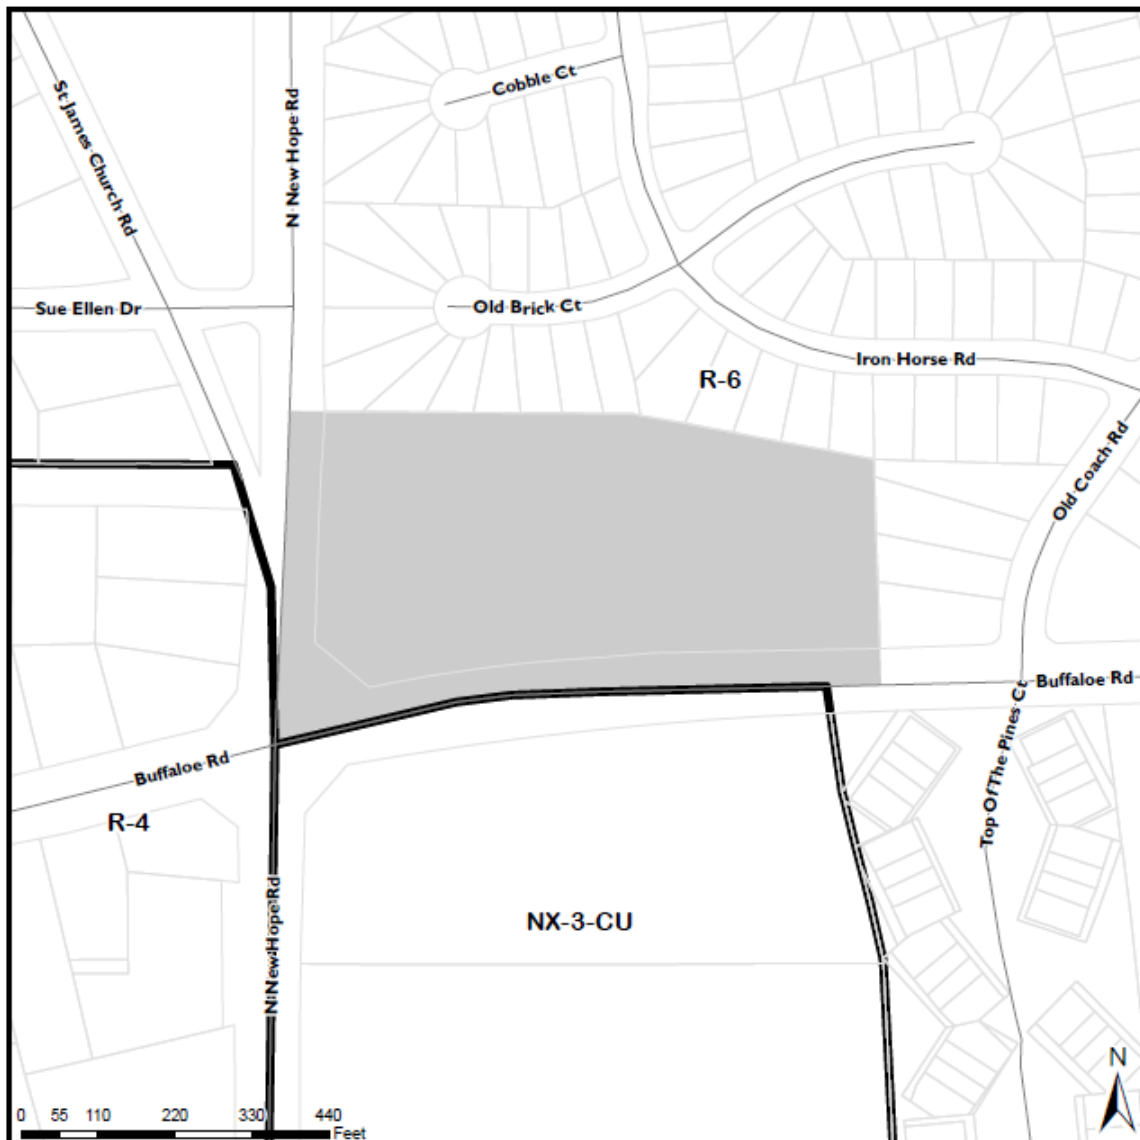 Cobble Ct
St James Church Rd
N New Hope Rd
Sue Ellen Dr
Old Brick Ct
Iron Horse Rd
R-6
Old Coach Rd
Buffaloe Rd
Top Of The Pines Ct
Buffaloe Rd
R-4
N New Hope Rd
NX-3-CU
N
0 55 110 220 330 440
Feet